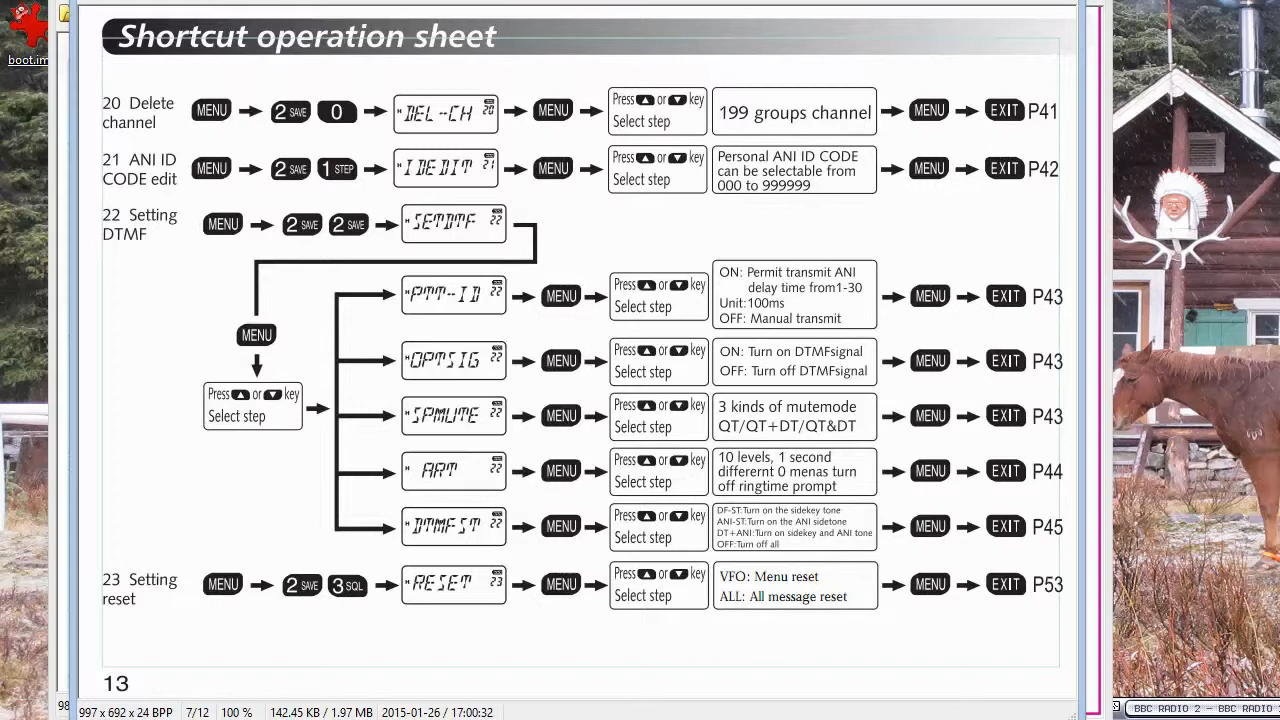 boot.im
Shortcut operation sheet
20 Delete channel MENU 2 SAVE 0 DEL-CH 20 MENU Press or key Select step 199 groups channel MENU EXIT P41
21 ANI ID CODE edit MENU 2 SAVE 1 STEP IDEDIT 21 MENU Press or key Select step Personal ANI ID CODE can be selectable from 000 to 999999 MENU EXIT P42
22 Setting DTMF MENU 2 SAVE 2 SAVE SETDTF 22
MENU
Press or key
Select step
PTT-ID 22 MENU Press or key Select step ON: Permit transmit ANI delay time from1-30 Unit:100ms OFF: Manual transmit MENU EXIT P43
OPTSIG 22 MENU Press or key Select step ON: Turn on DTMFsignal OFF: Turn off DTMFsignal MENU EXIT P43
SPMUTE 22 MENU Press or key Select step 3 kinds of mutemode QT/QT+DT/QT&DT MENU EXIT P43
ART 22 MENU Press or key Select step 10 levels, 1 second differernt 0 menas turn off ringtime prompt MENU EXIT P44
DTMFST 22 MENU Press or key Select step DF-ST:Turn on the sidekey tone ANI-ST:Turn on the ANI sidetone DT+ANI:Turn on sidekey and ANI tone OFF:Turn off all MENU EXIT P45
23 Setting reset MENU 2 SAVE 3 SQL RESET 23 MENU Press or key Select step VFO: Menu reset ALL: All message reset MENU EXIT P53
13
98
997 x 692 x 24 BPP 7/12 100 % 142.45 KB / 1.97 MB 2015-01-26 / 17:00:32
BBC RADIO 2 - BBC RADIO